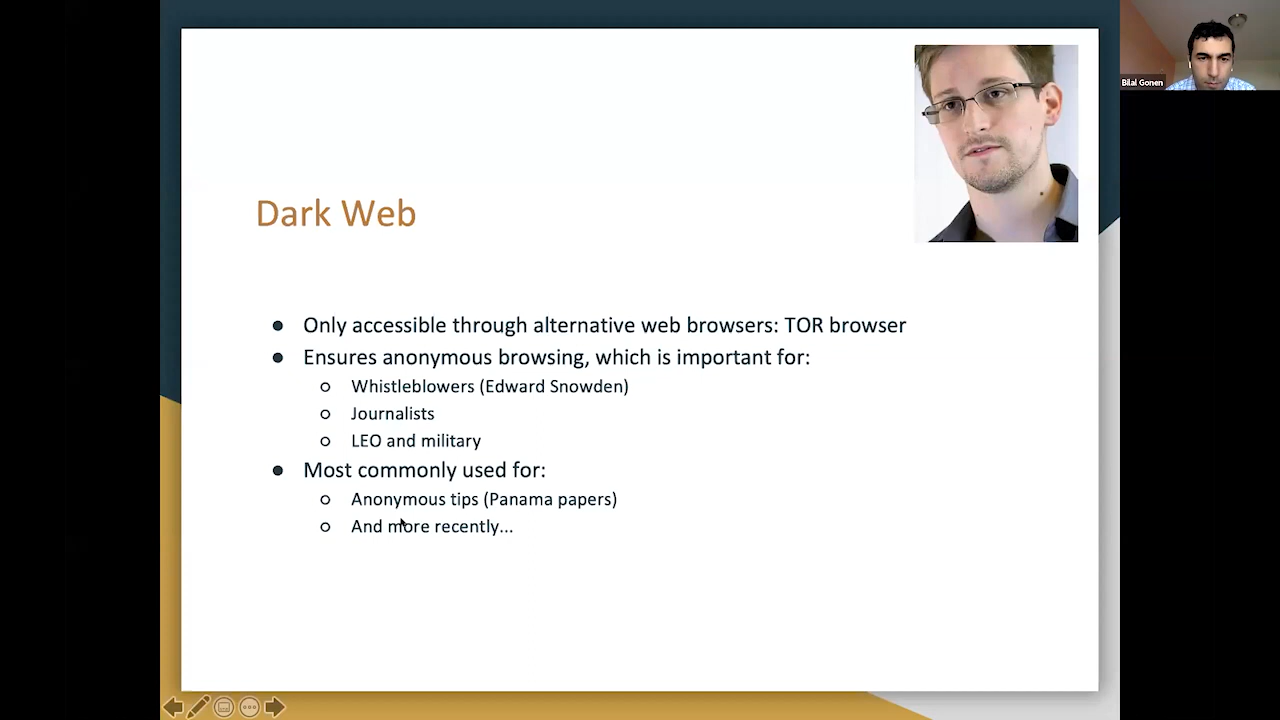 Bilal Gonen
Dark Web
● Only accessible through alternative web browsers: TOR browser
● Ensures anonymous browsing, which is important for:
○ Whistleblowers (Edward Snowden)
○ Journalists
○ LEO and military
● Most commonly used for:
○ Anonymous tips (Panama papers)
○ And more recently...